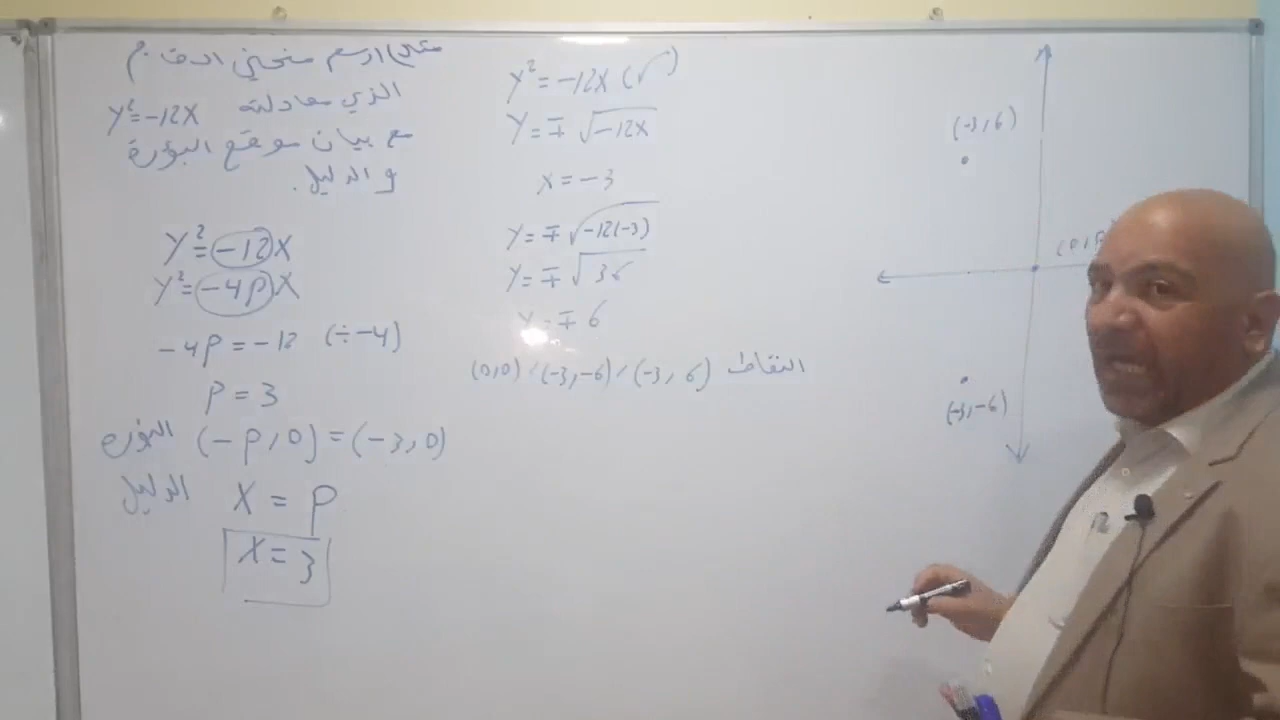 مثال/ ارسم منحني الدقا ؟
الذي معادلته Y²=-12X
مع بيان موقع البؤرة
و الدليل.
Y²=-12X
Y²=-4PX
-4P=-12 (÷-4)
P=3
البؤرة (-P,0)=(-3,0)
الدليل X=P
X=3
Y²=-12X (√ )
Y=∓√-12X
X=-3
Y=∓√-12(-3)
Y=∓√36
Y=∓6
النقاط (-3,6) , (-3,-6) , (0,0)
(-3,6)
(-3,-6)